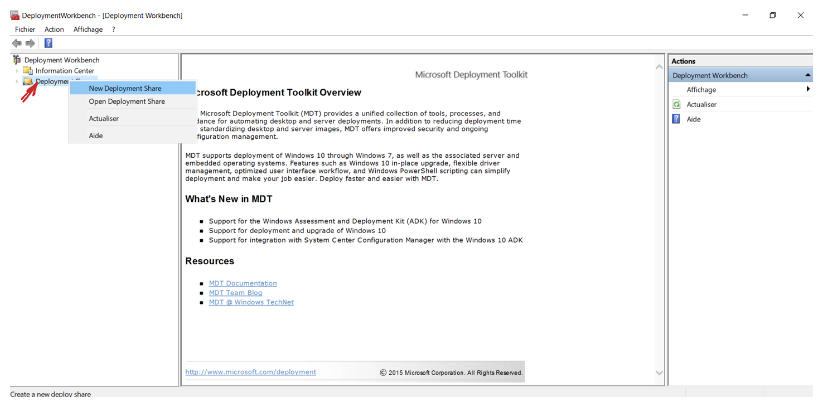 DeploymentWorkbench - [Deployment Workbench]
Fichier Action Affichage ?
Deployment Workbench
Information Center
New Deployment Share
Open Deployment Share
Actualiser
Aide
Microsoft Deployment Toolkit
crosoft Deployment Toolkit Overview
Microsoft Deployment Toolkit (MDT) provides a unified collection of tools, processes, and
dance for automating desktop and server deployments. In addition to reducing deployment time
standardizing desktop and server images, MDT offers improved security and ongoing
figuration management.
MDT supports deployment of Windows 10 through Windows 7, as well as the associated server and
embedded operating systems. Features such as Windows 10 in-place upgrade, flexible driver
management, optimized user interface workflow, and Windows PowerShell scripting can simplify
deployment and make your job easier. Deploy faster and easier with MDT.
What's New in MDT
Support for the Windows Assessment and Deployment Kit (ADK) for Windows 10
Support for deployment and upgrade of Windows 10
Support for integration with System Center Configuration Manager with the Windows 10 ADK
Resources
MDT Documentation
MDT Team Blog
MDT @ Windows TechNet
http://www.microsoft.com/deployment
© 2015 Microsoft Corporation. All Rights Reserved.
Actions
Deployment Workbench
Affichage
Actualiser
Aide
Create a new deploy share